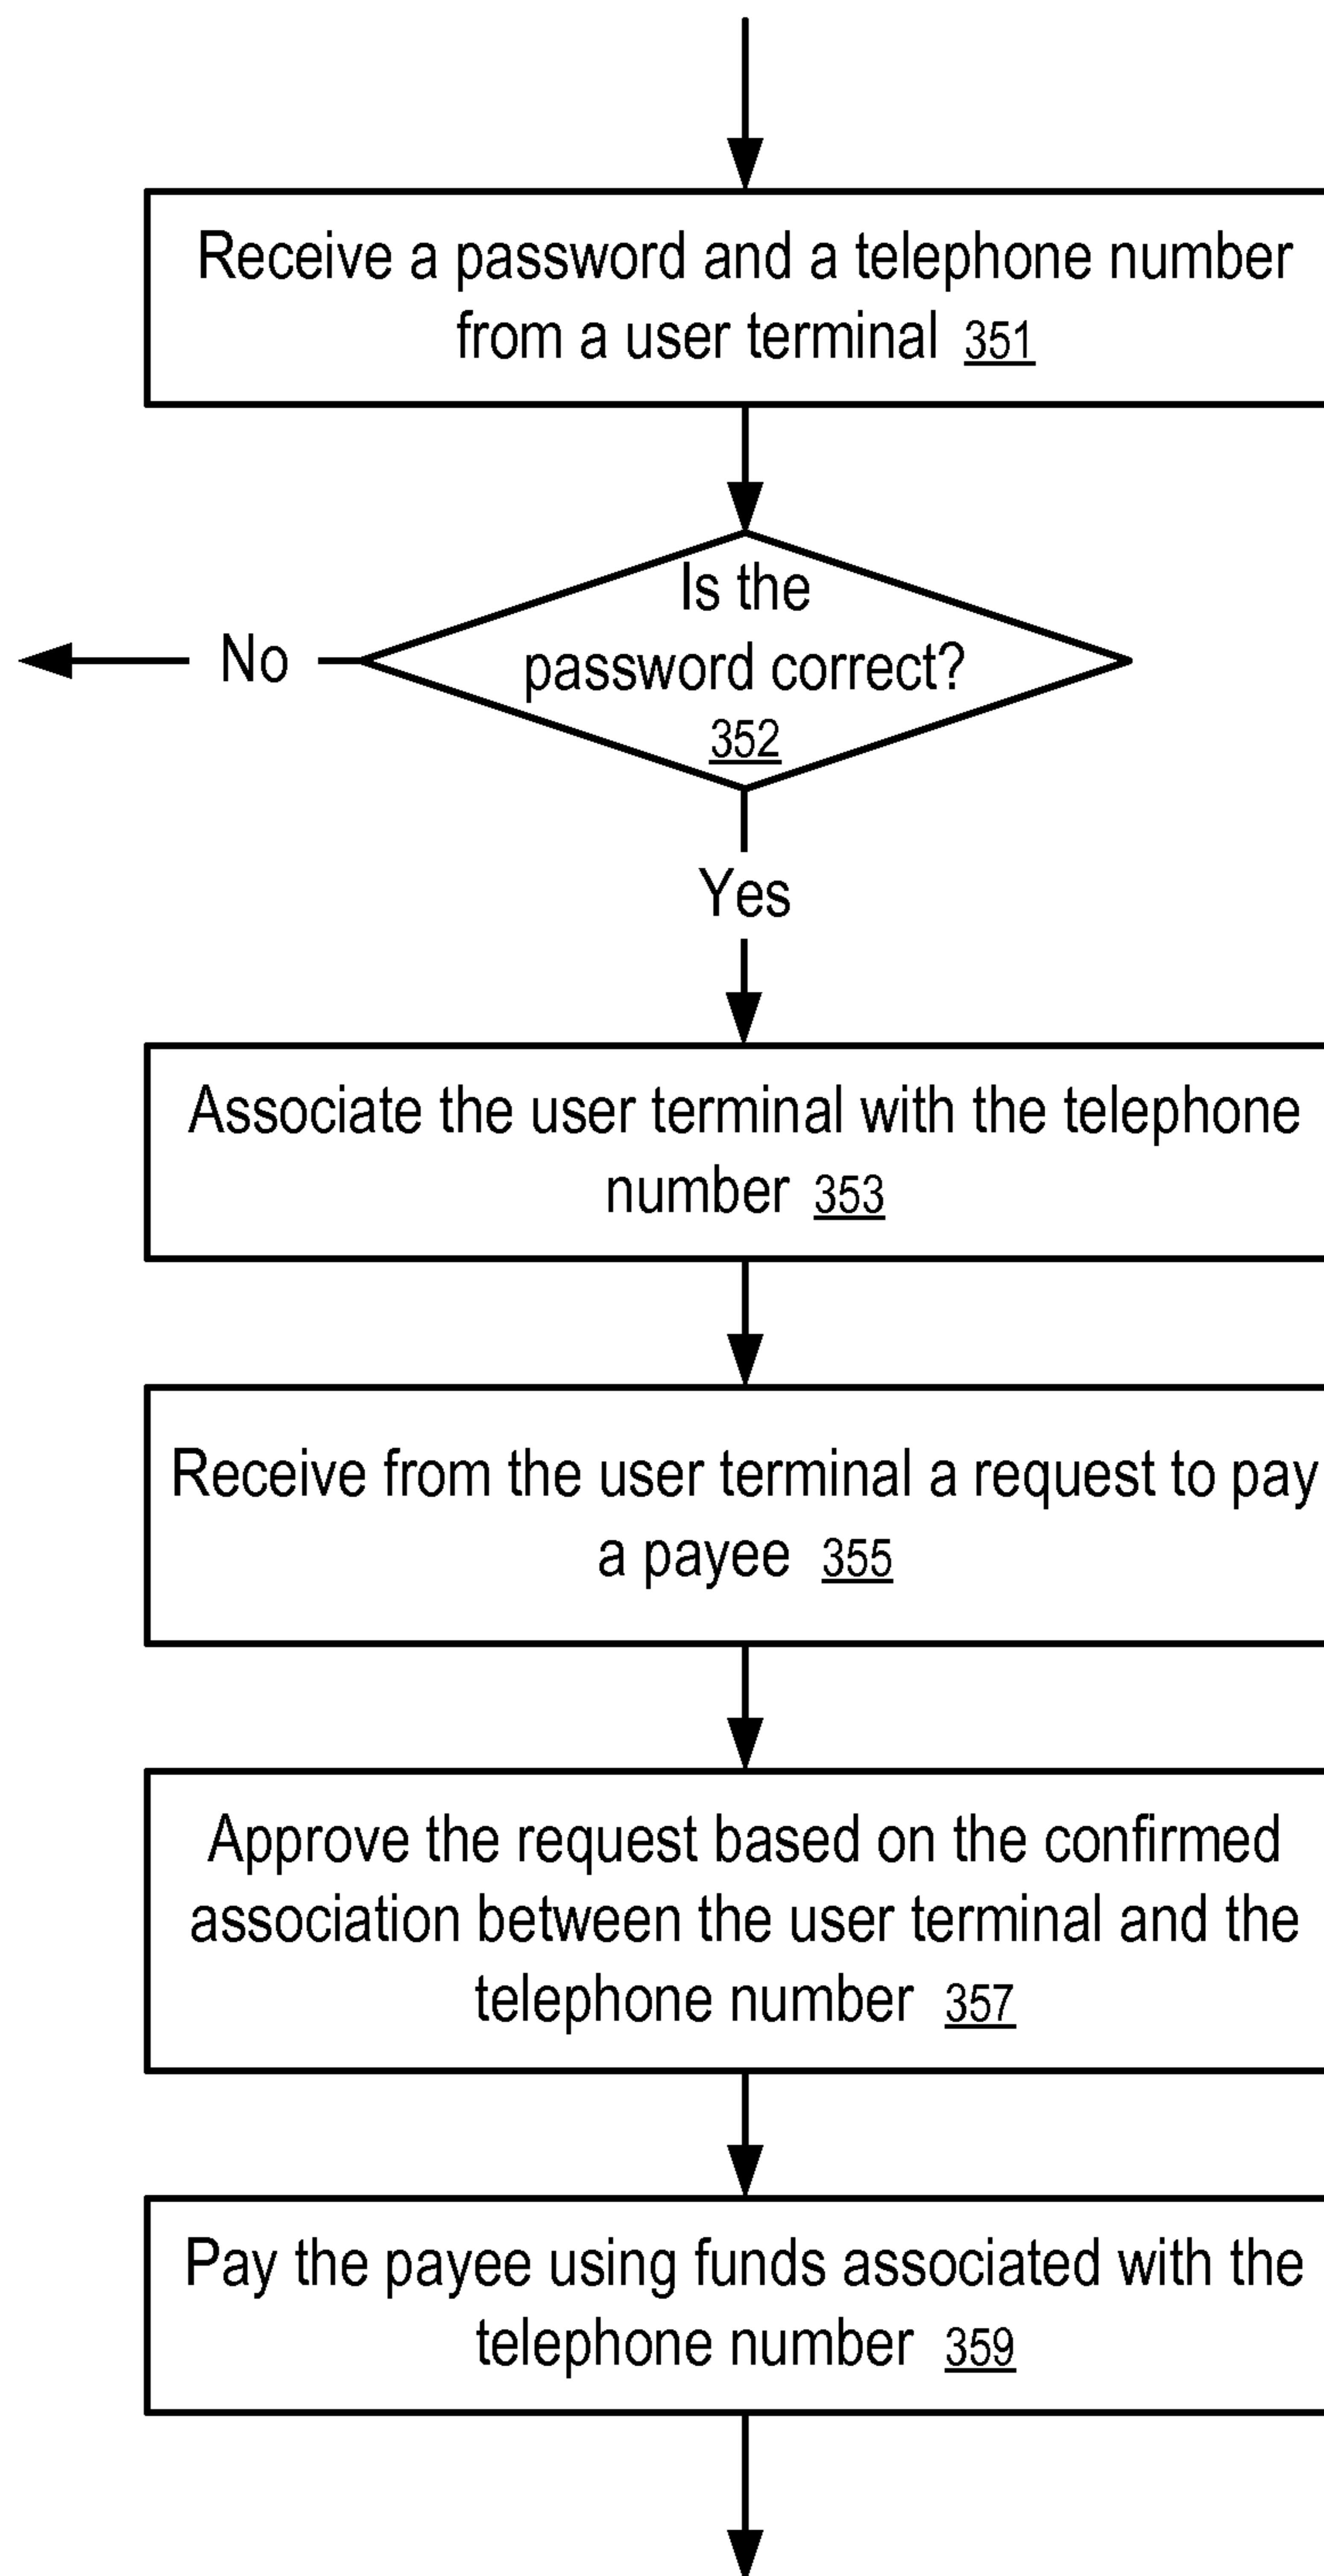 Receive a password and a telephone number
from a user terminal 351
Is the
password correct?
352
No
Yes
Associate the user terminal with the telephone
number 353
Receive from the user terminal a request to pay
a payee 355
Approve the request based on the confirmed
association between the user terminal and the
telephone number 357
Pay the payee using funds associated with the
telephone number 359